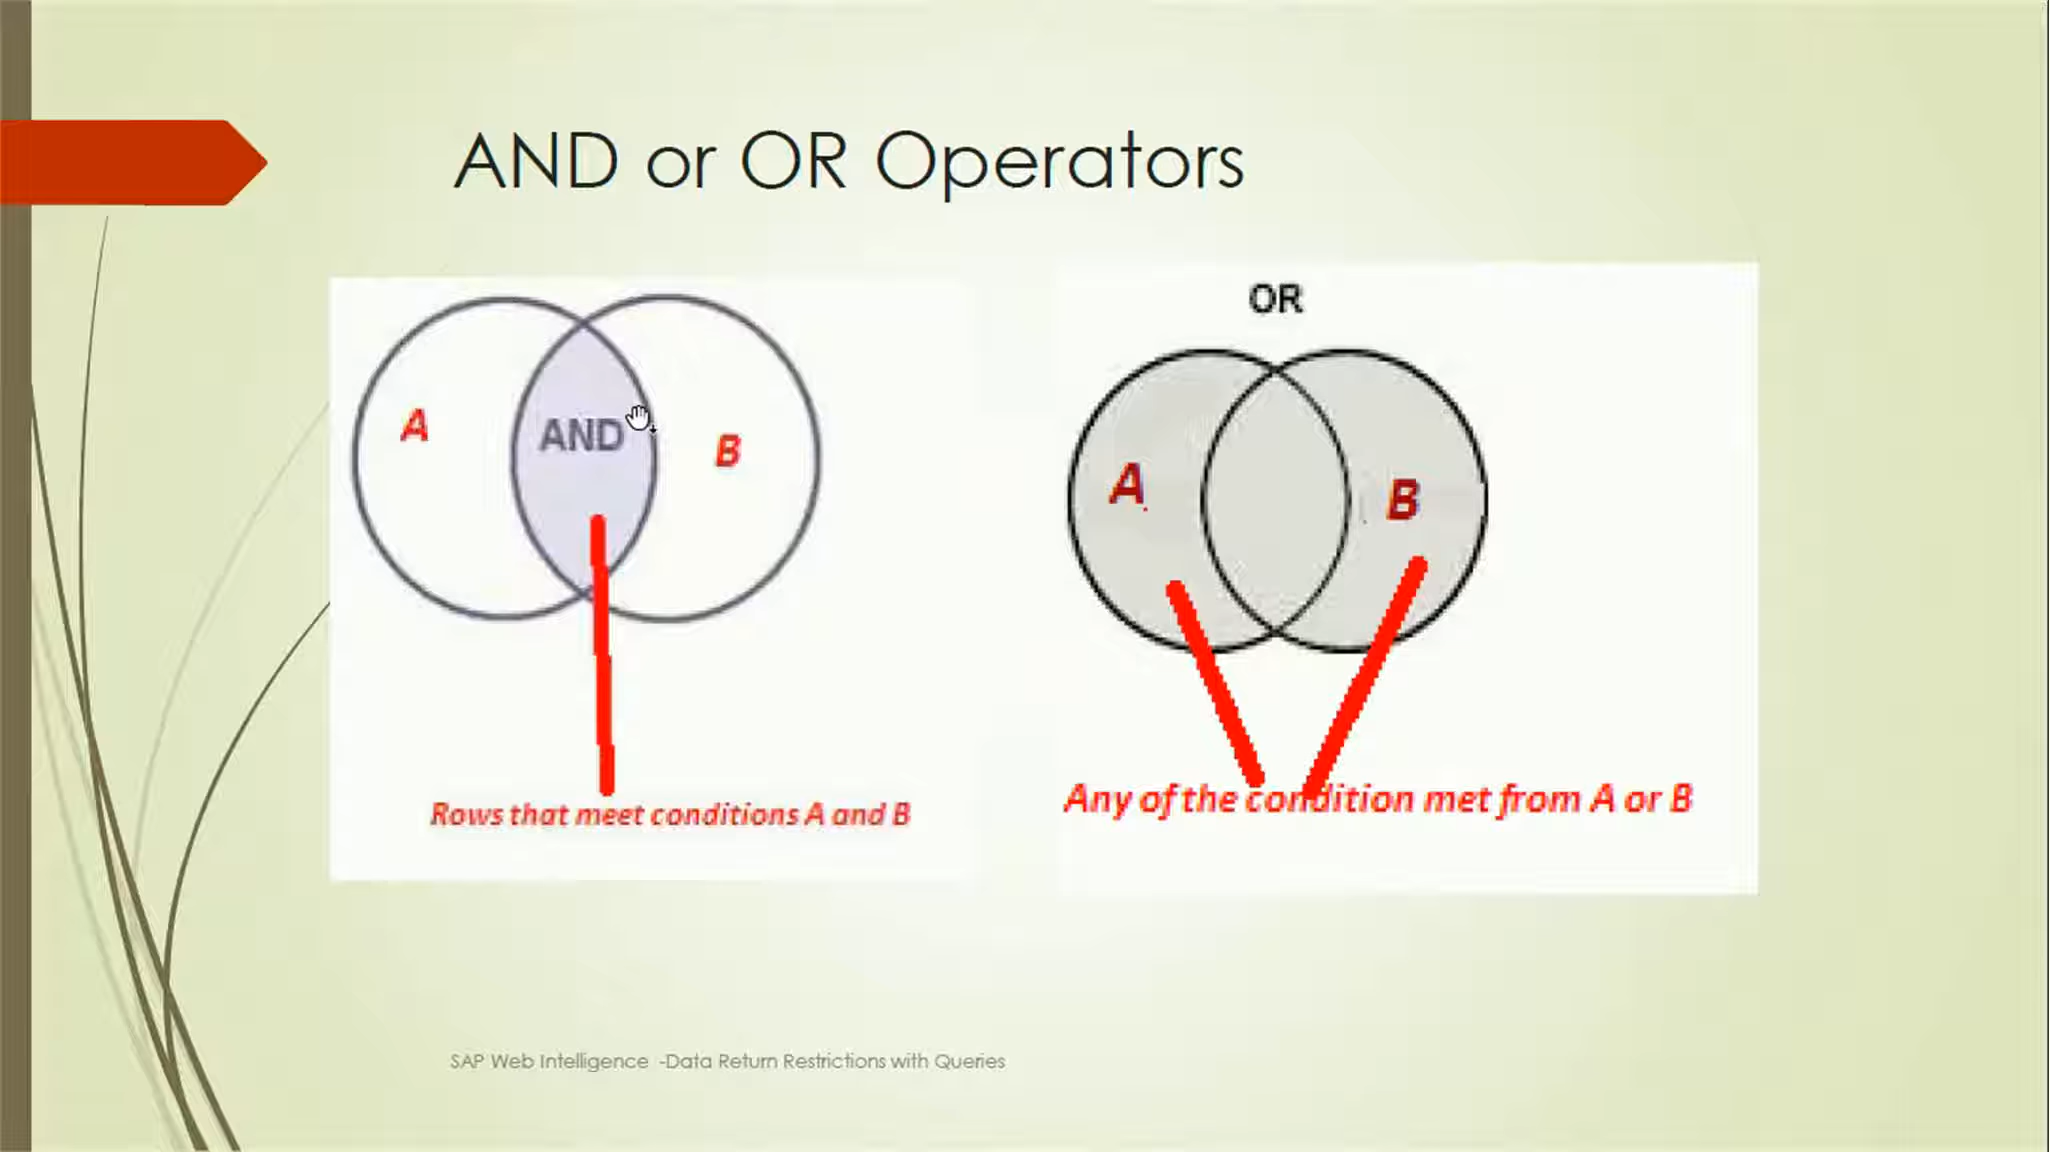 AND or OR Operators
A
AND
B
Rows that meet conditions A and B
OR
A
B
Any of the condition met from A or B
SAP Web Intelligence -Data Return Restrictions with Queries